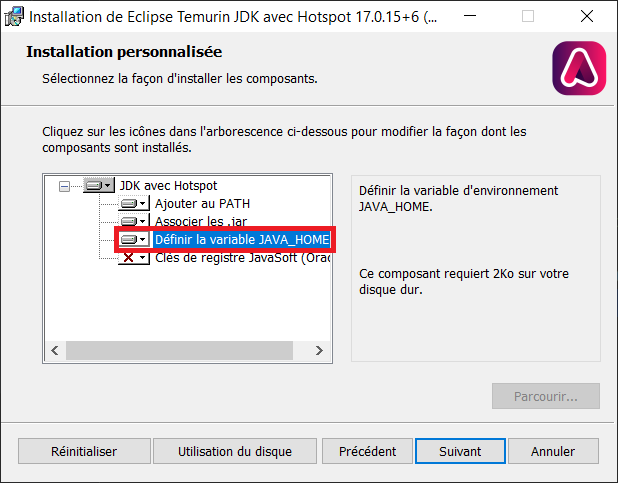 Installation de Eclipse Temurin JDK avec Hotspot 17.0.15+6 (...
Installation personnalisée
Sélectionnez la façon d'installer les composants.
Cliquez sur les icônes dans l'arborescence ci-dessous pour modifier la façon dont les
composants sont installés.
JDK avec Hotspot
Ajouter au PATH
Associer les .jar
Définir la variable JAVA_HOME
Clés de registre JavaSoft (Orac
Définir la variable d'environnement
JAVA_HOME.
Ce composant requiert 2Ko sur votre
disque dur.
Parcourir...
Réinitialiser
Utilisation du disque
Précédent
Suivant
Annuler